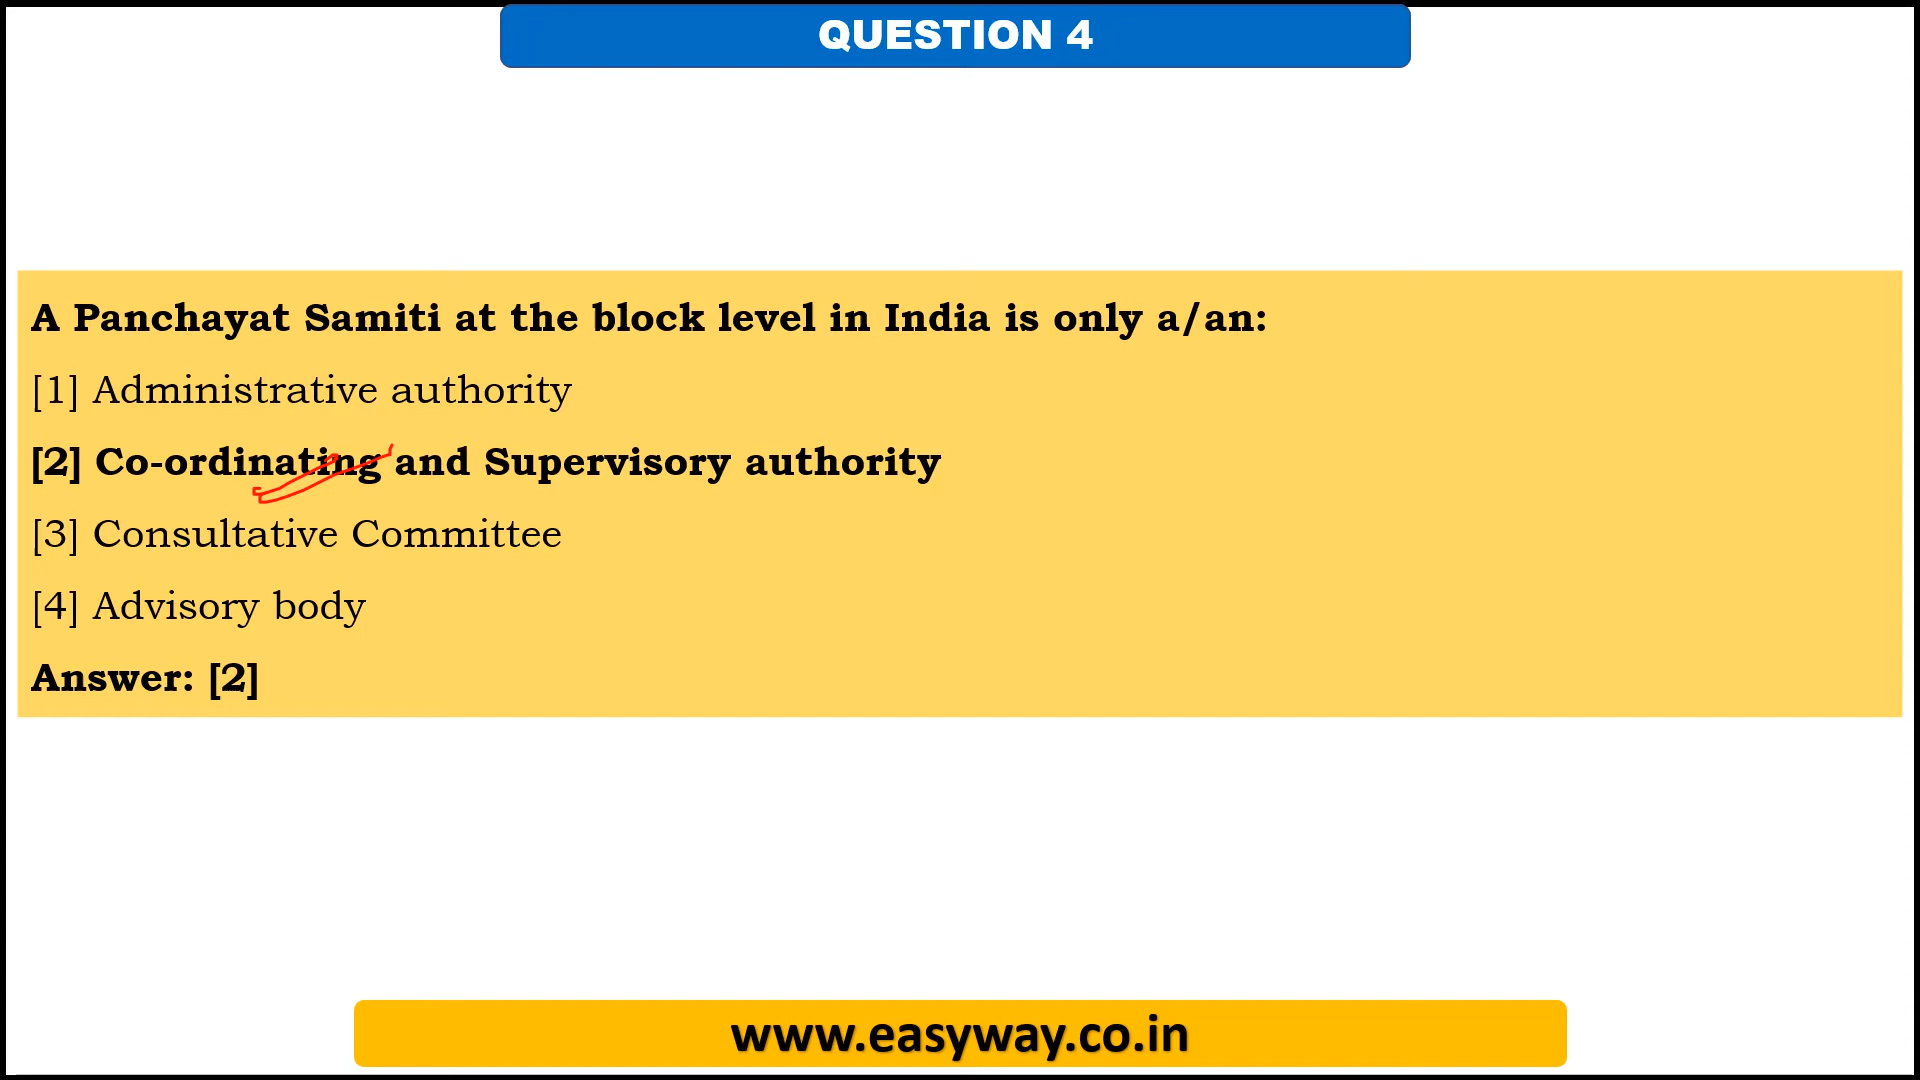 QUESTION 4
A Panchayat Samiti at the block level in India is only a/an:
[1] Administrative authority
[2] Co-ordinating and Supervisory authority
[3] Consultative Committee
[4] Advisory body
Answer: [2]
www.easyway.co.in